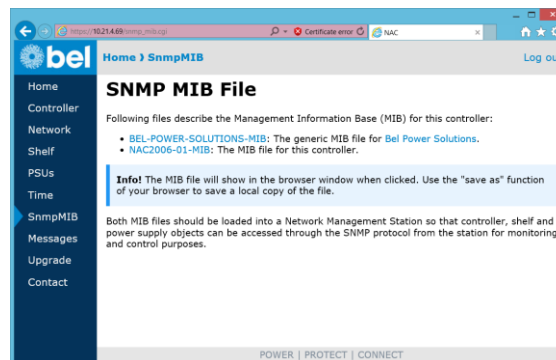 https://10.21.4.69/snmp_mib.cgi
Certificate error
NAC
bel
Home ⟩ SnmpMIB
Log ou
Home
Controller
Network
Shelf
PSUs
Time
SnmpMIB
Messages
Upgrade
Contact
SNMP MIB File
Following files describe the Management Information Base (MIB) for this controller:
• BEL-POWER-SOLUTIONS-MIB: The generic MIB file for Bel Power Solutions.
• NAC2006-01-MIB: The MIB file for this controller.
Info! The MIB file will show in the browser window when clicked. Use the "save as" function
of your browser to save a local copy of the file.
Both MIB files should be loaded into a Network Management Station so that controller, shelf and
power supply objects can be accessed through the SNMP protocol from the station for monitoring
and control purposes.
POWER | PROTECT | CONNECT